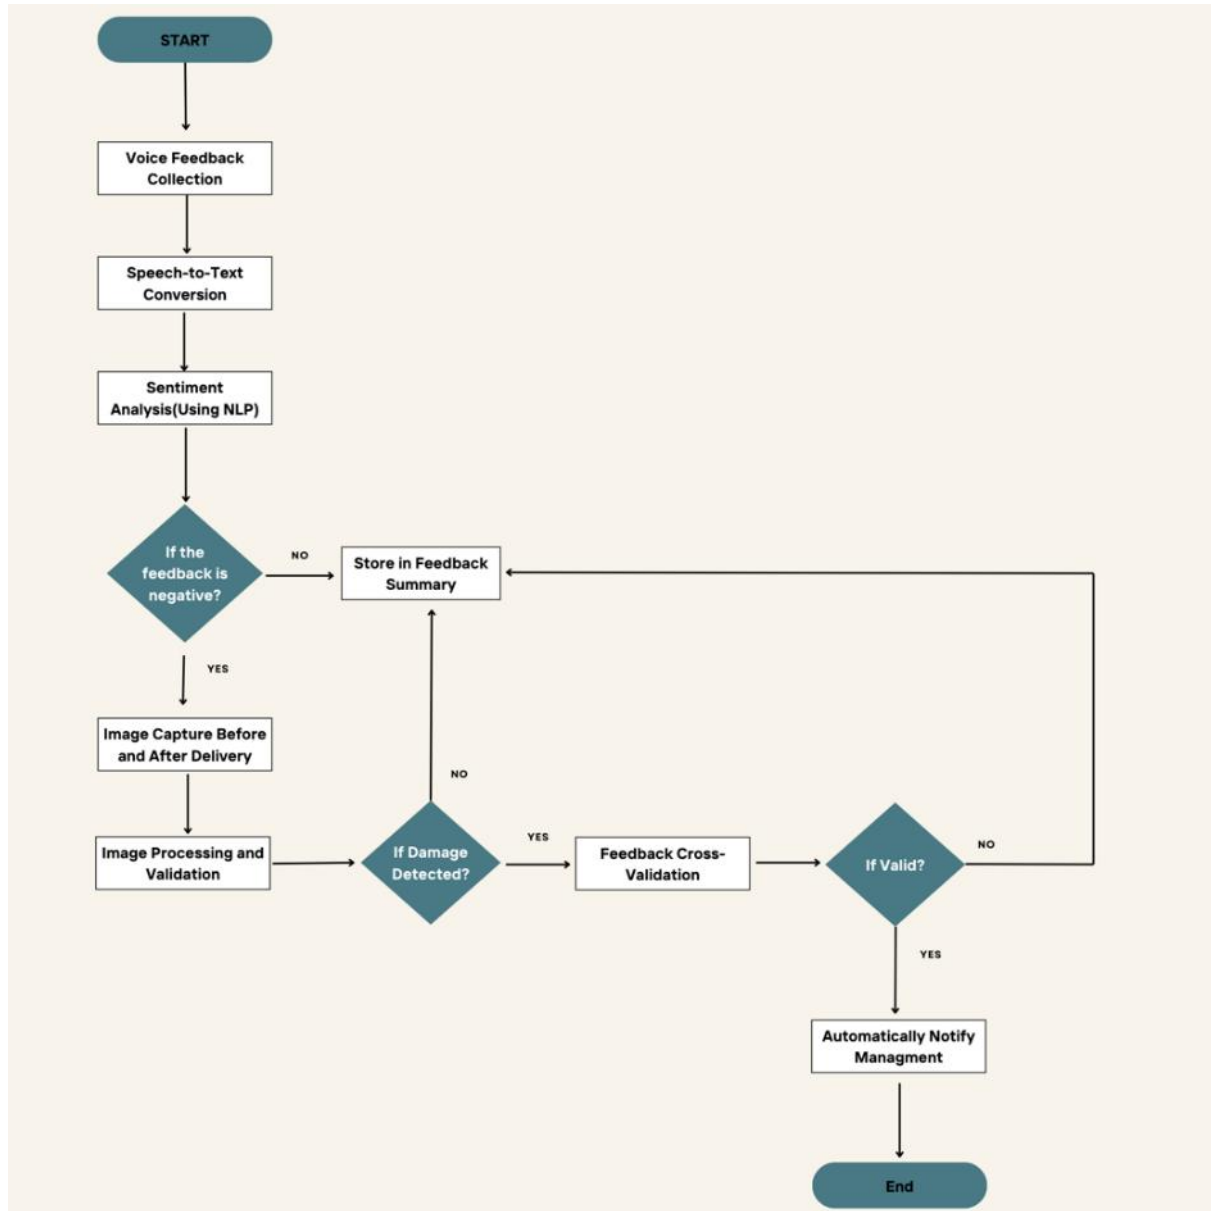 START
Voice Feedback
Collection
Speech-to-Text
Conversion
Sentiment
Analysis(Using NLP)
If the
feedback is
negative?
NO
Store in Feedback
Summary
YES
Image Capture Before
and After Delivery
Image Processing and
Validation
If Damage
Detected?
NO
YES
Feedback Cross-
Validation
If Valid?
NO
YES
Automatically Notify
Managment
End